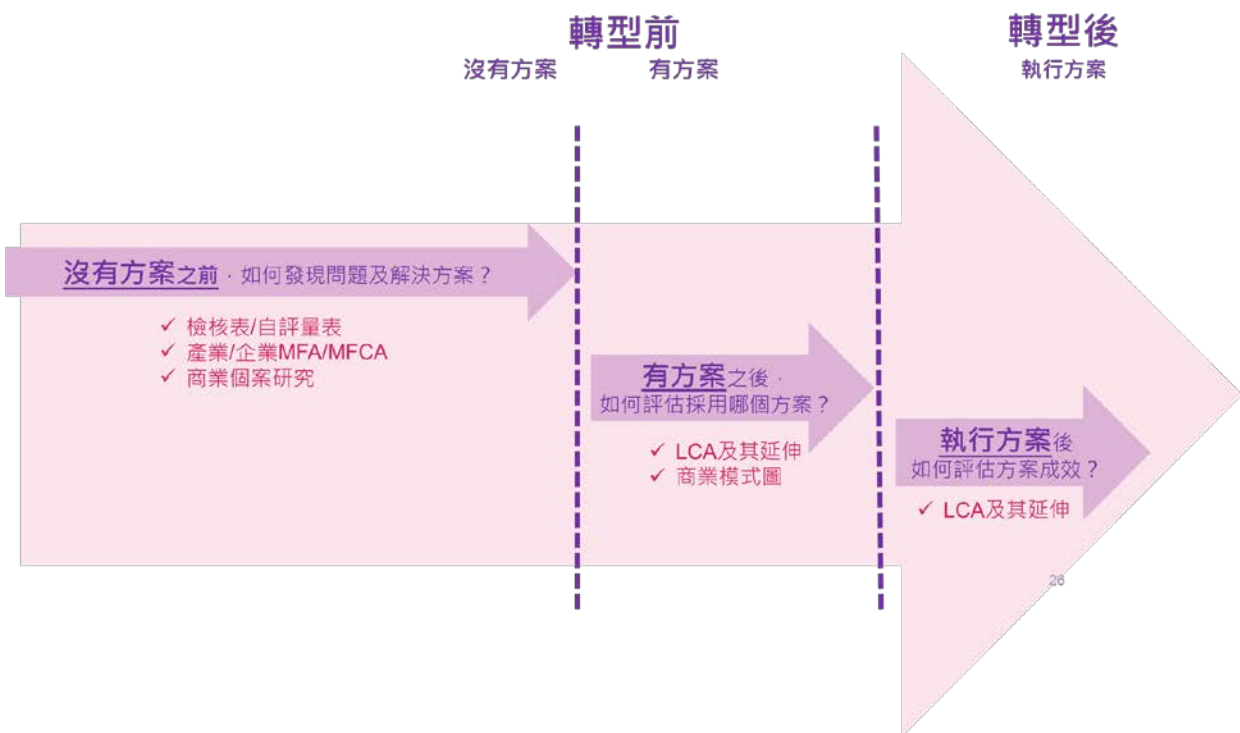 轉型前
轉型後
沒有方案
有方案
執行方案
沒有方案之前，如何發現問題及解決方案？
✓ 檢核表/自評量表
✓ 產業/企業MFA/MFCA
✓ 商業個案研究
有方案之後，
如何評估採用哪個方案？
✓ LCA及其延伸
✓ 商業模式圖
執行方案後
如何評估方案成效？
✓ LCA及其延伸
26